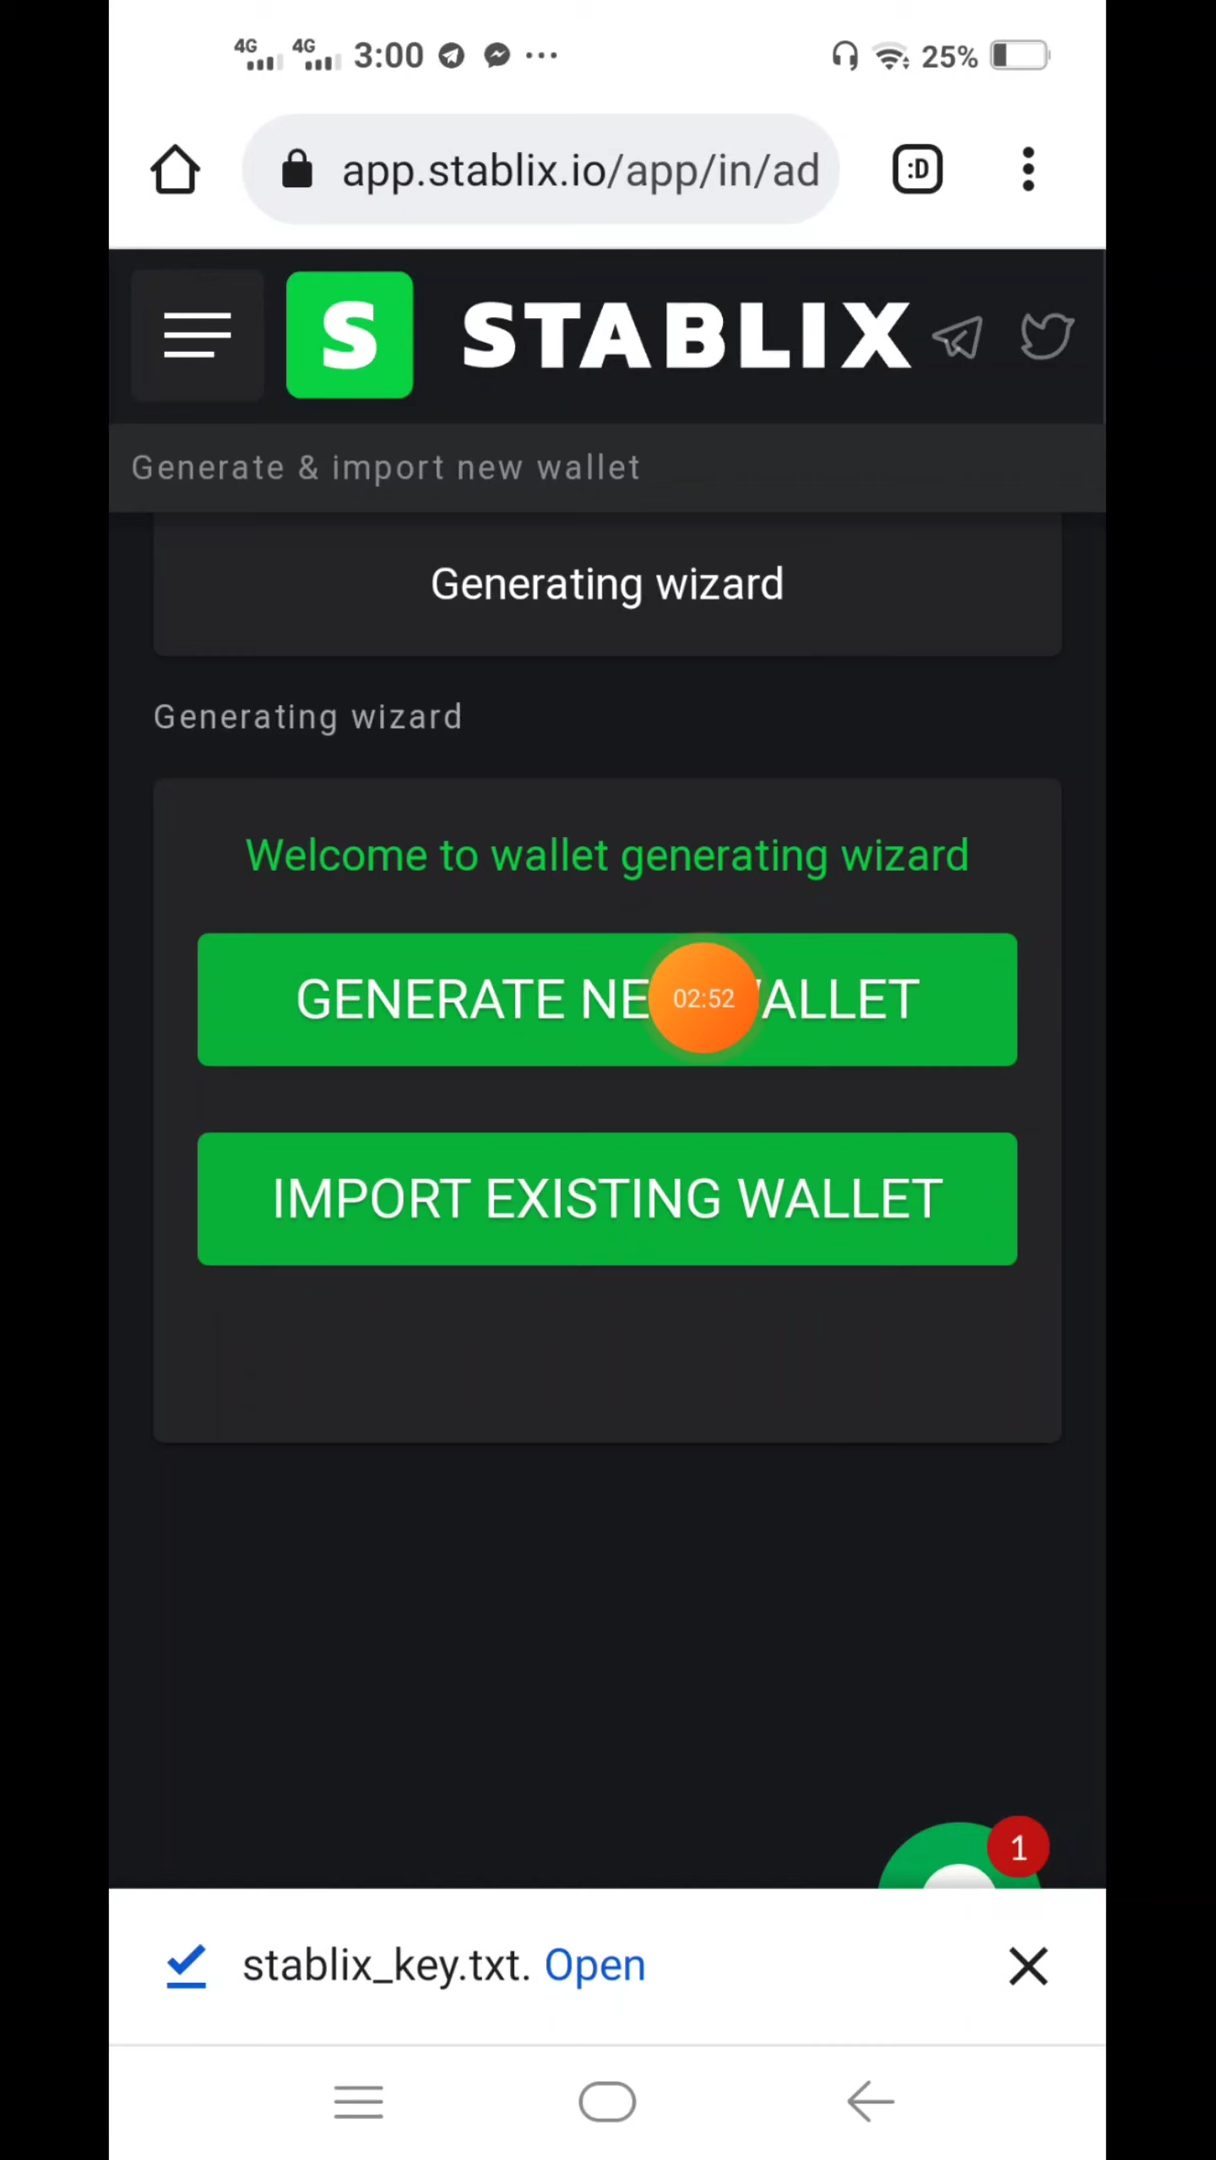 4G 4G 3:00 25%
app.stablix.io/app/in/ad :D
S STABLIX
Generate & import new wallet
Generating wizard
Generating wizard
Welcome to wallet generating wizard
GENERATE NE 02:52 ALLET
IMPORT EXISTING WALLET
1
stablix_key.txt. Open